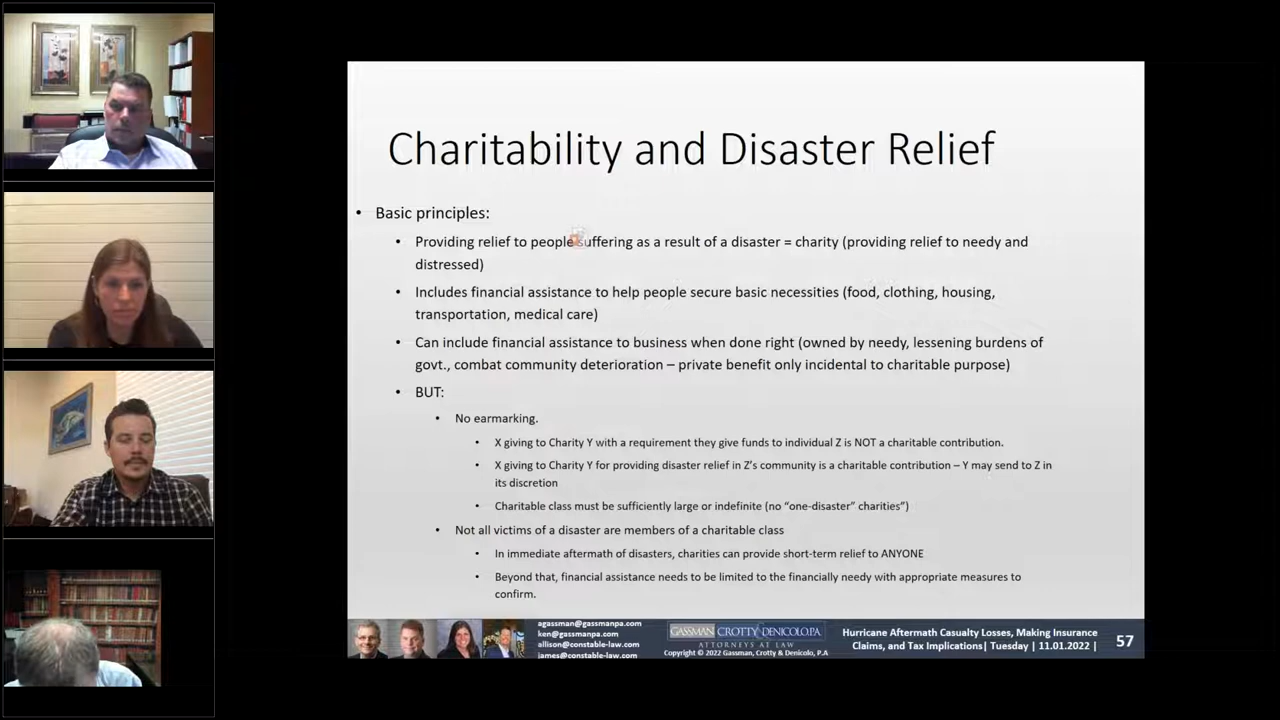 Charitability and Disaster Relief
• Basic principles:
• Providing relief to people suffering as a result of a disaster = charity (providing relief to needy and
distressed)
• Includes financial assistance to help people secure basic necessities (food, clothing, housing,
transportation, medical care)
• Can include financial assistance to business when done right (owned by needy, lessening burdens of
govt., combat community deterioration – private benefit only incidental to charitable purpose)
• BUT:
• No earmarking.
• X giving to Charity Y with a requirement they give funds to individual Z is NOT a charitable contribution.
• X giving to Charity Y for providing disaster relief in Z's community is a charitable contribution – Y may send to Z in
its discretion
• Charitable class must be sufficiently large or indefinite (no "one-disaster" charities")
• Not all victims of a disaster are members of a charitable class
• In immediate aftermath of disasters, charities can provide short-term relief to ANYONE
• Beyond that, financial assistance needs to be limited to the financially needy with appropriate measures to
confirm.
agassman@gassmanpa.com
ken@gassmanpa.com
allison@constable-law.com
james@constable-law.com
GASSMAN CROTTY DENICOLO, P.A.
ATTORNEYS AT LAW
Copyright © 2022 Gassman, Crotty & Denicolo, P.A
Hurricane Aftermath Casualty Losses, Making Insurance
Claims, and Tax Implications| Tuesday | 11.01.2022 |
57